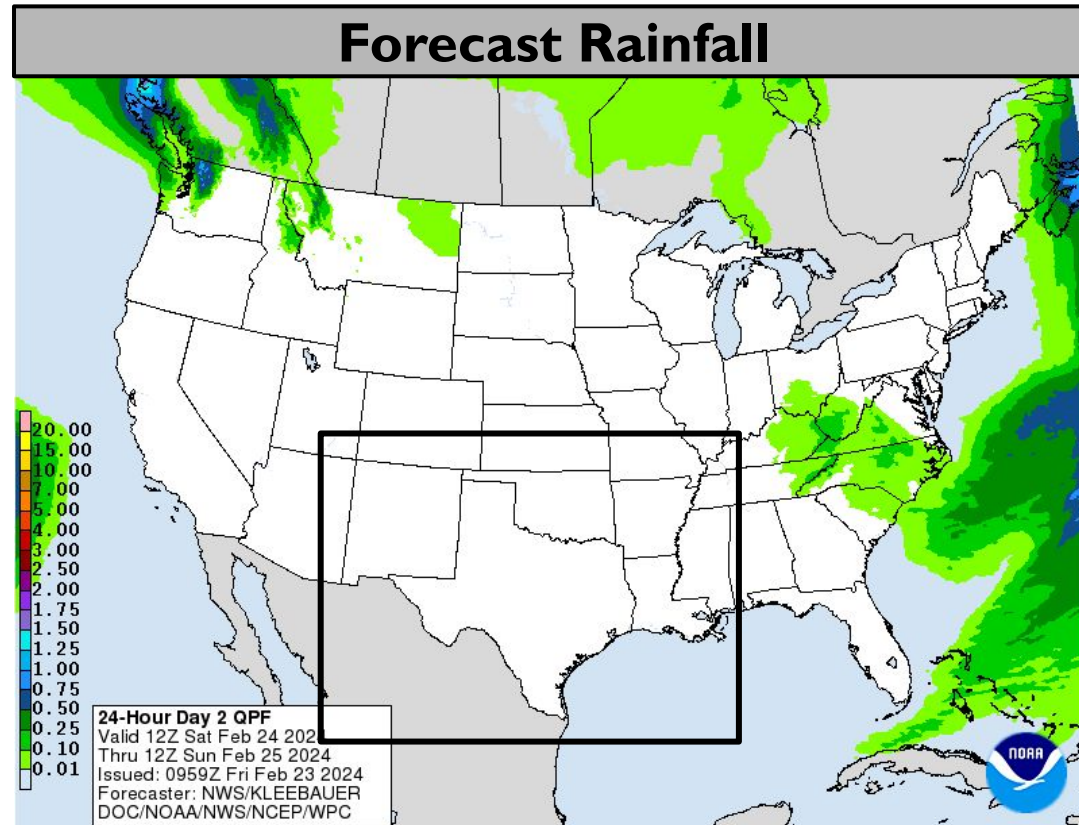 Forecast Rainfall
20.00
15.00
10.00
7.00
5.00
4.00
3.00
2.50
2.00
1.75
1.50
1.25
1.00
0.75
0.50
0.25
0.10
0.01
24-Hour Day 2 QPF
Valid 12Z Sat Feb 24 202
Thru 12Z Sun Feb 25 2024
Issued: 0959Z Fri Feb 23 2024
Forecaster: NWS/KLEEBAUER
DOC/NOAA/NWS/NCEP/WPC
NOAA